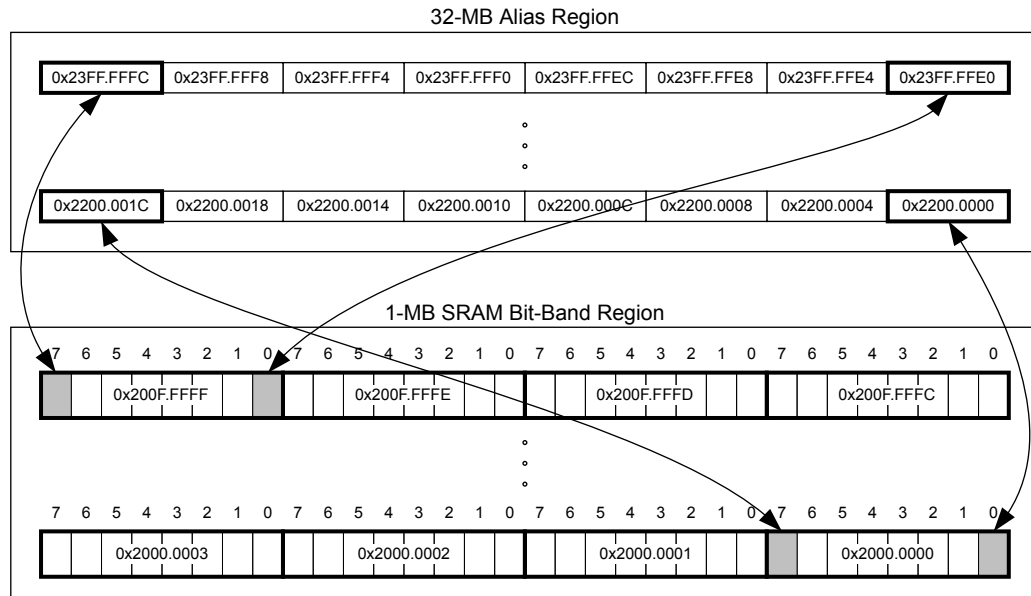 32-MB Alias Region
0x23FF.FFFC 0x23FF.FFF8 0x23FF.FFF4 0x23FF.FFF0 0x23FF.FFEC 0x23FF.FFE8 0x23FF.FFE4 0x23FF.FFE0
0x2200.001C 0x2200.0018 0x2200.0014 0x2200.0010 0x2200.000C 0x2200.0008 0x2200.0004 0x2200.0000
1-MB SRAM Bit-Band Region
7 6 5 4 3 2 1 0 7 6 5 4 3 2 1 0 7 6 5 4 3 2 1 0 7 6 5 4 3 2 1 0
0x200F.FFFF 0x200F.FFFE 0x200F.FFFD 0x200F.FFFC
7 6 5 4 3 2 1 0 7 6 5 4 3 2 1 0 7 6 5 4 3 2 1 0 7 6 5 4 3 2 1 0
0x2000.0003 0x2000.0002 0x2000.0001 0x2000.0000